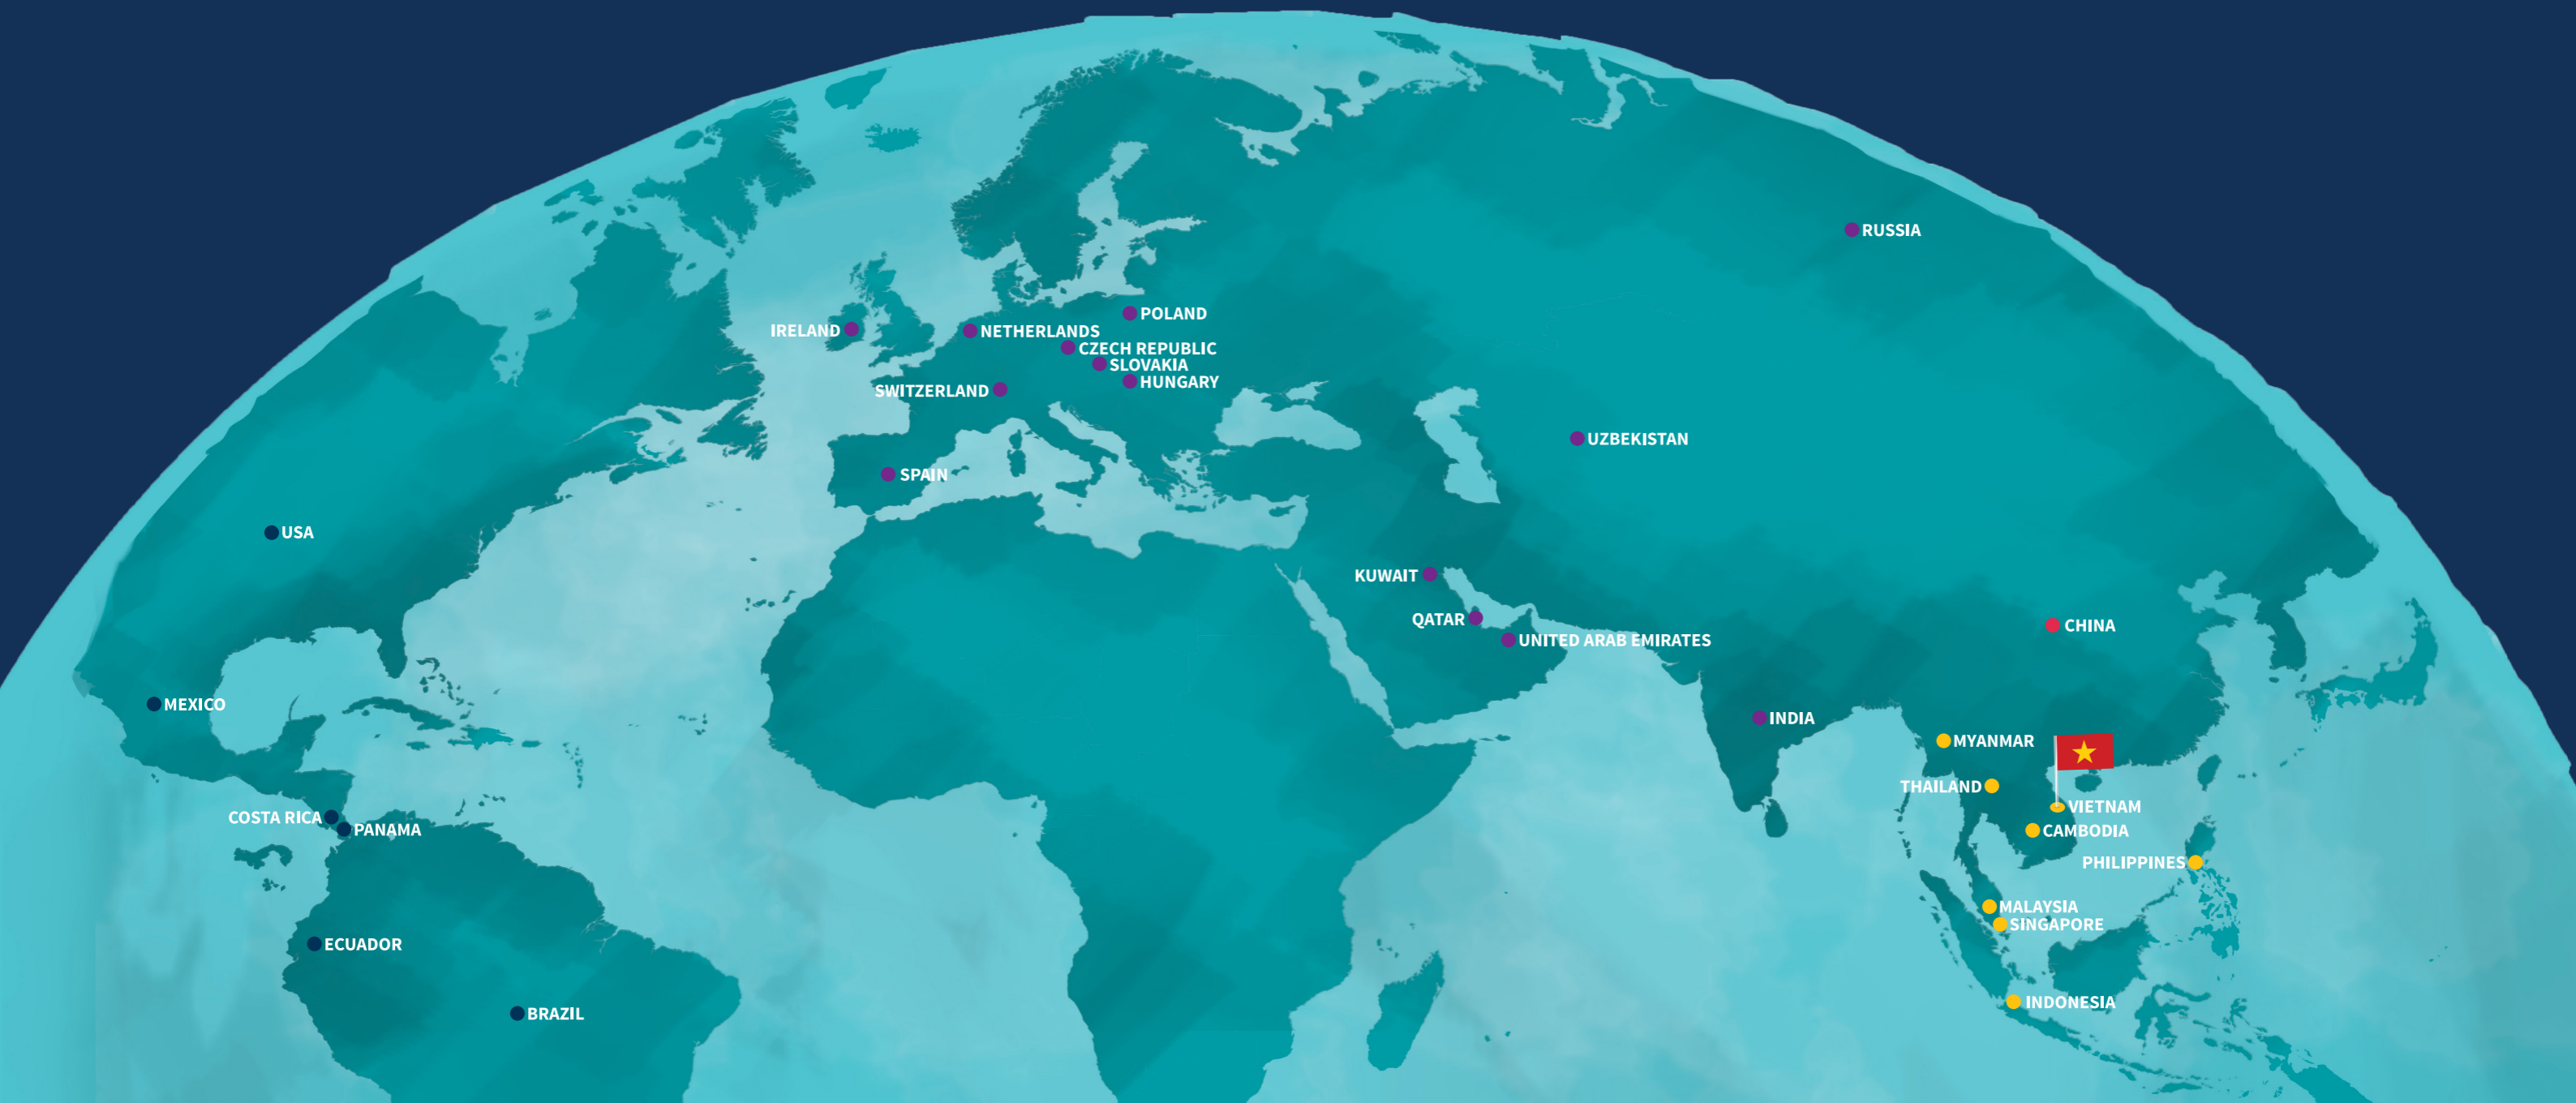 RUSSIA
POLAND
IRELAND
NETHERLANDS
CZECH REPUBLIC
SLOVAKIA
HUNGARY
SWITZERLAND
UZBEKISTAN
SPAIN
USA
KUWAIT
QATAR
CHINA
UNITED ARAB EMIRATES
MEXICO
INDIA
MYANMAR
THAILAND
VIETNAM
COSTA RICA
PANAMA
CAMBODIA
PHILIPPINES
MALAYSIA
SINGAPORE
ECUADOR
INDONESIA
BRAZIL